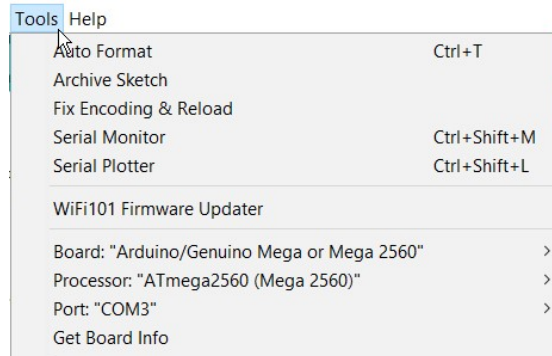 Tools Help
Auto Format Ctrl+T
Archive Sketch
Fix Encoding & Reload
Serial Monitor Ctrl+Shift+M
Serial Plotter Ctrl+Shift+L
WiFi101 Firmware Updater
Board: "Arduino/Genuino Mega or Mega 2560"
Processor: "ATmega2560 (Mega 2560)"
Port: "COM3"
Get Board Info